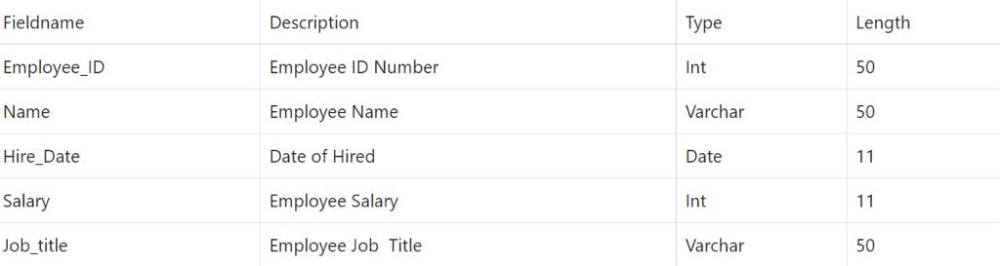 Fieldname Description Type Length
Employee_ID Employee ID Number Int 50
Name Employee Name Varchar 50
Hire_Date Date of Hired Date 11
Salary Employee Salary Int 11
Job_title Employee Job  Title Varchar 50